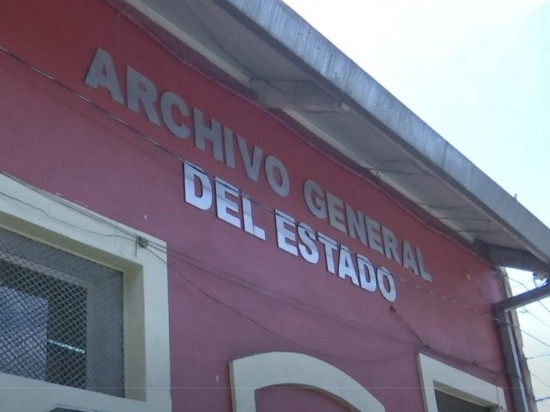 ARCHIVO GENERAL
DEL ESTADO